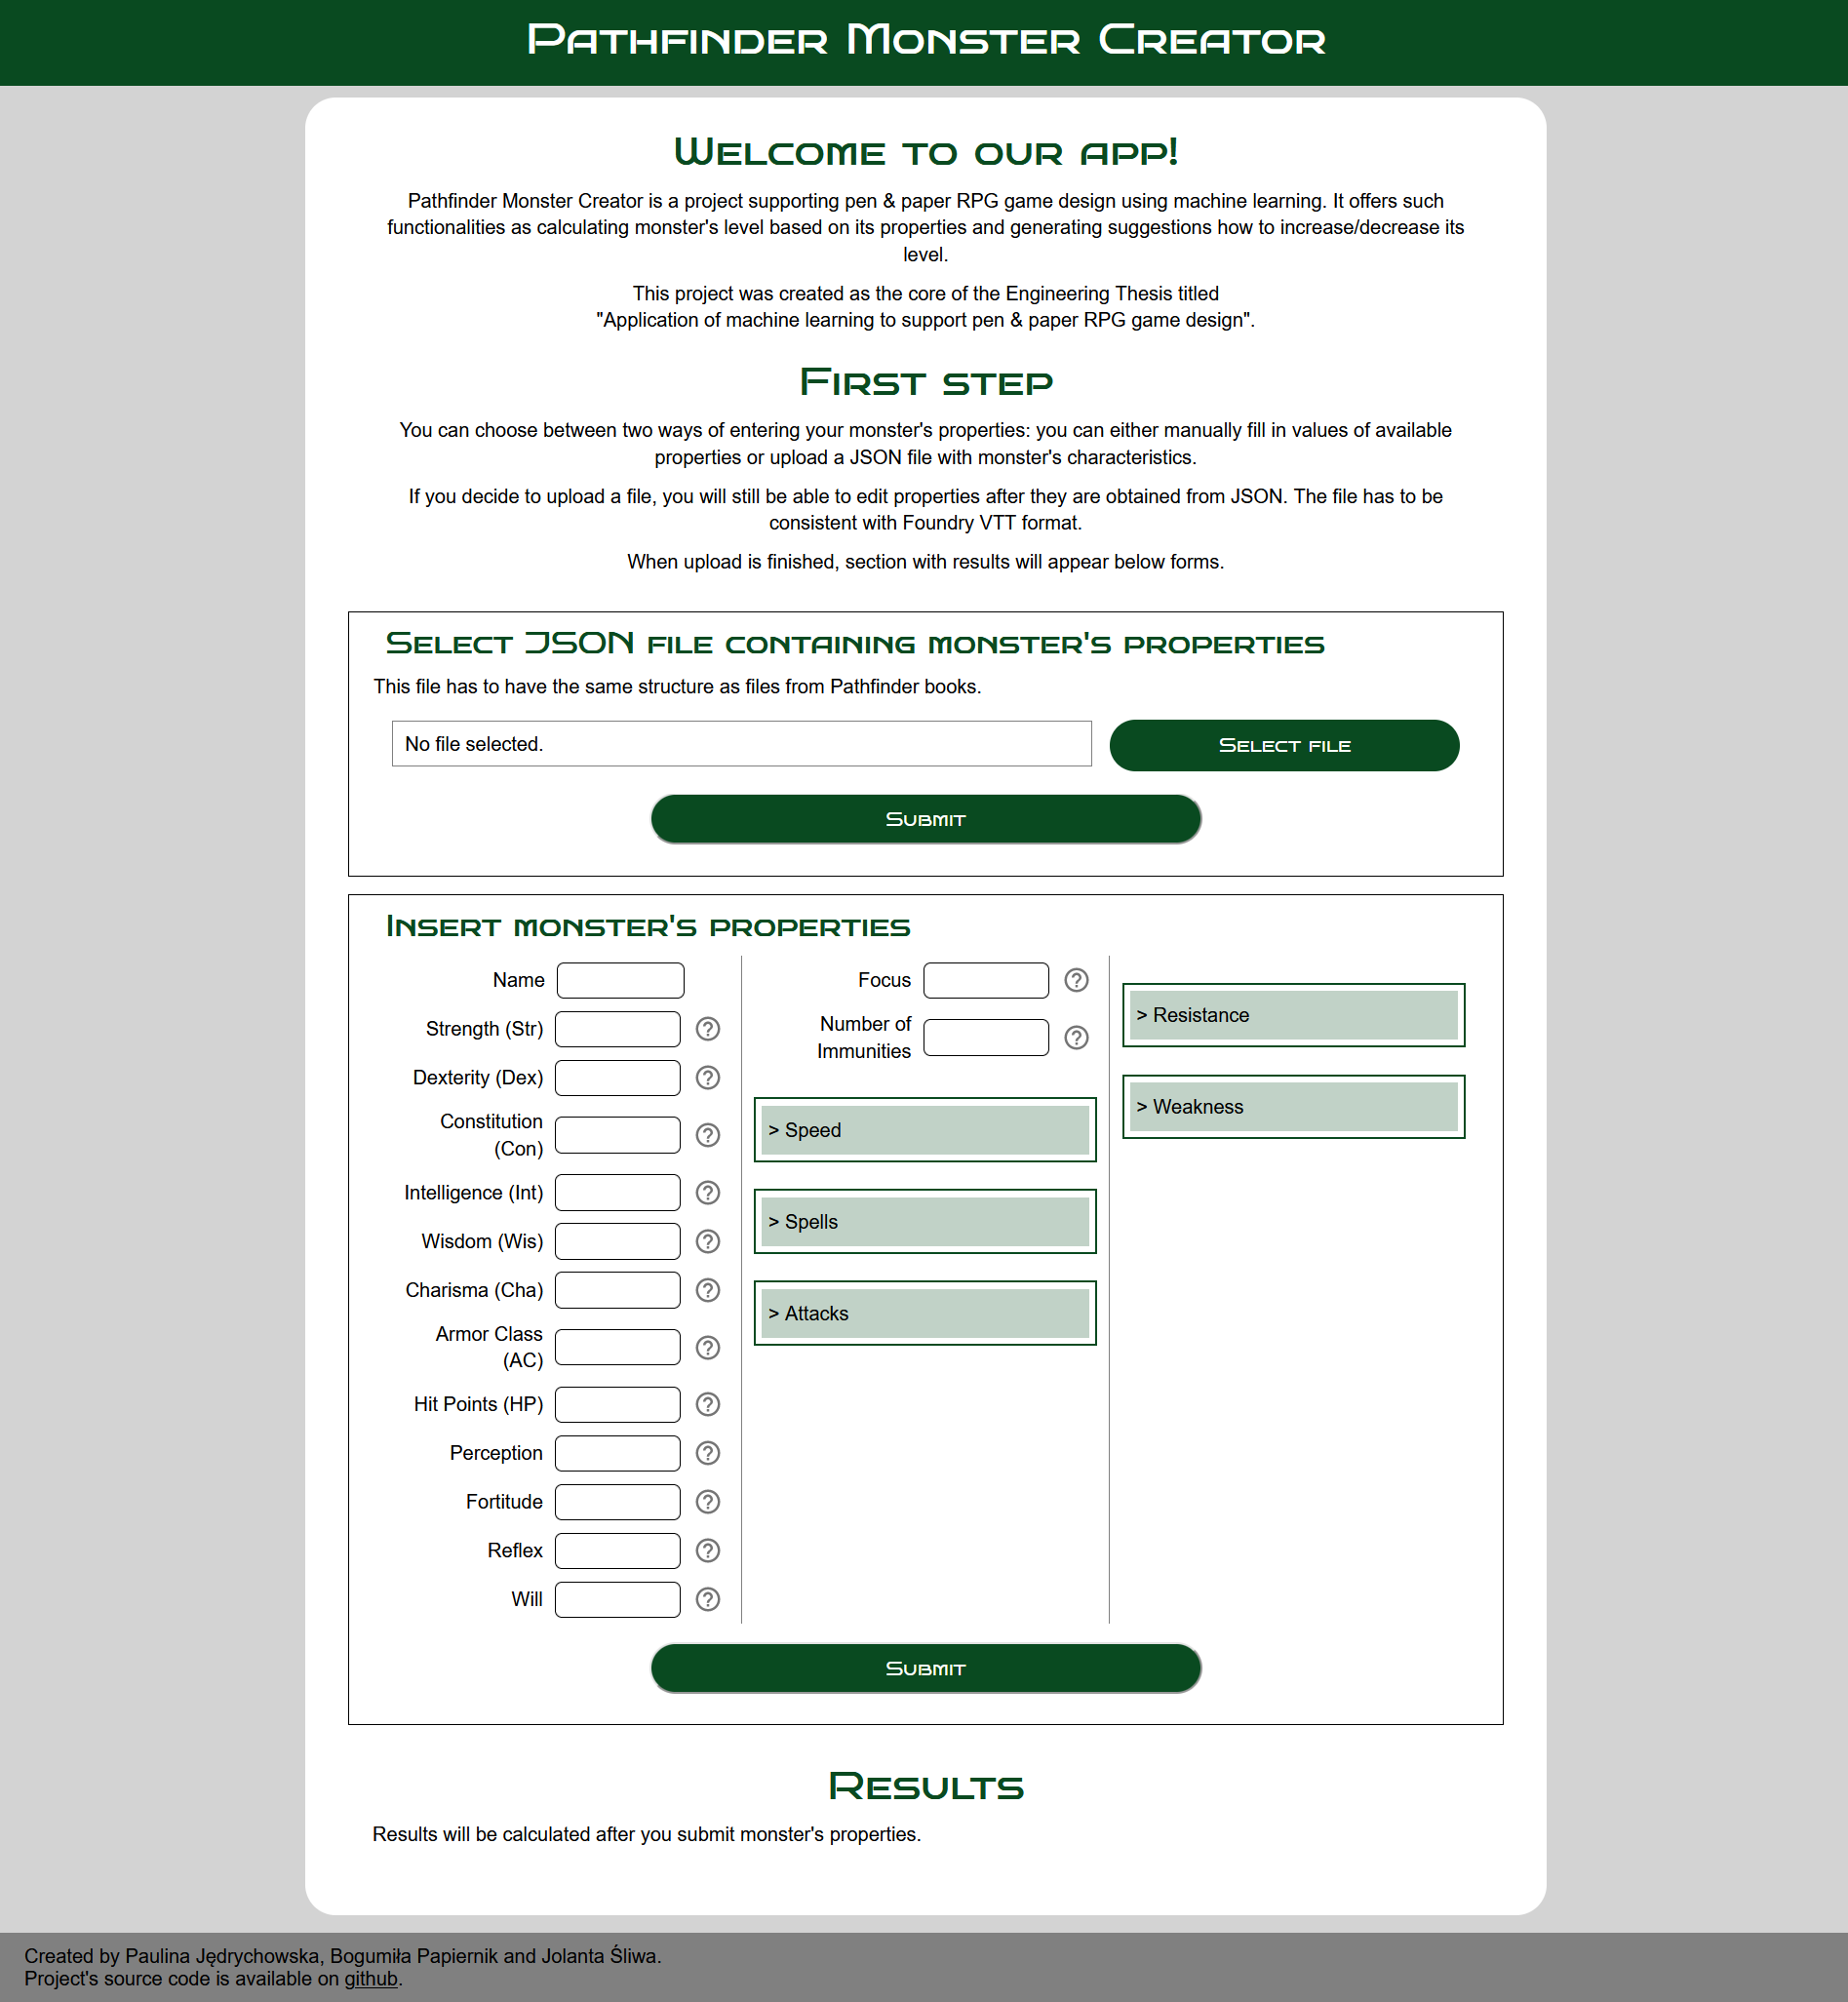 Pathfinder Monster Creator
Welcome to our app!
Pathfinder Monster Creator is a project supporting pen & paper RPG game design using machine learning. It offers such
functionalities as calculating monster's level based on its properties and generating suggestions how to increase/decrease its
level.
This project was created as the core of the Engineering Thesis titled
"Application of machine learning to support pen & paper RPG game design".
First step
You can choose between two ways of entering your monster's properties: you can either manually fill in values of available
properties or upload a JSON file with monster's characteristics.
If you decide to upload a file, you will still be able to edit properties after they are obtained from JSON. The file has to be
consistent with Foundry VTT format.
When upload is finished, section with results will appear below forms.
Select JSON file containing monster's properties
This file has to have the same structure as files from Pathfinder books.
No file selected.
Select file
Submit
Insert monster's properties
Name
Strength (Str)
Dexterity (Dex)
Constitution
(Con)
Intelligence (Int)
Wisdom (Wis)
Charisma (Cha)
Armor Class
(AC)
Hit Points (HP)
Perception
Fortitude
Reflex
Will
Focus
Number of
Immunities
> Speed
> Spells
> Attacks
> Resistance
> Weakness
Submit
Results
Results will be calculated after you submit monster's properties.
Created by Paulina Jędrychowska, Bogumiła Papiernik and Jolanta Śliwa.
Project's source code is available on github.